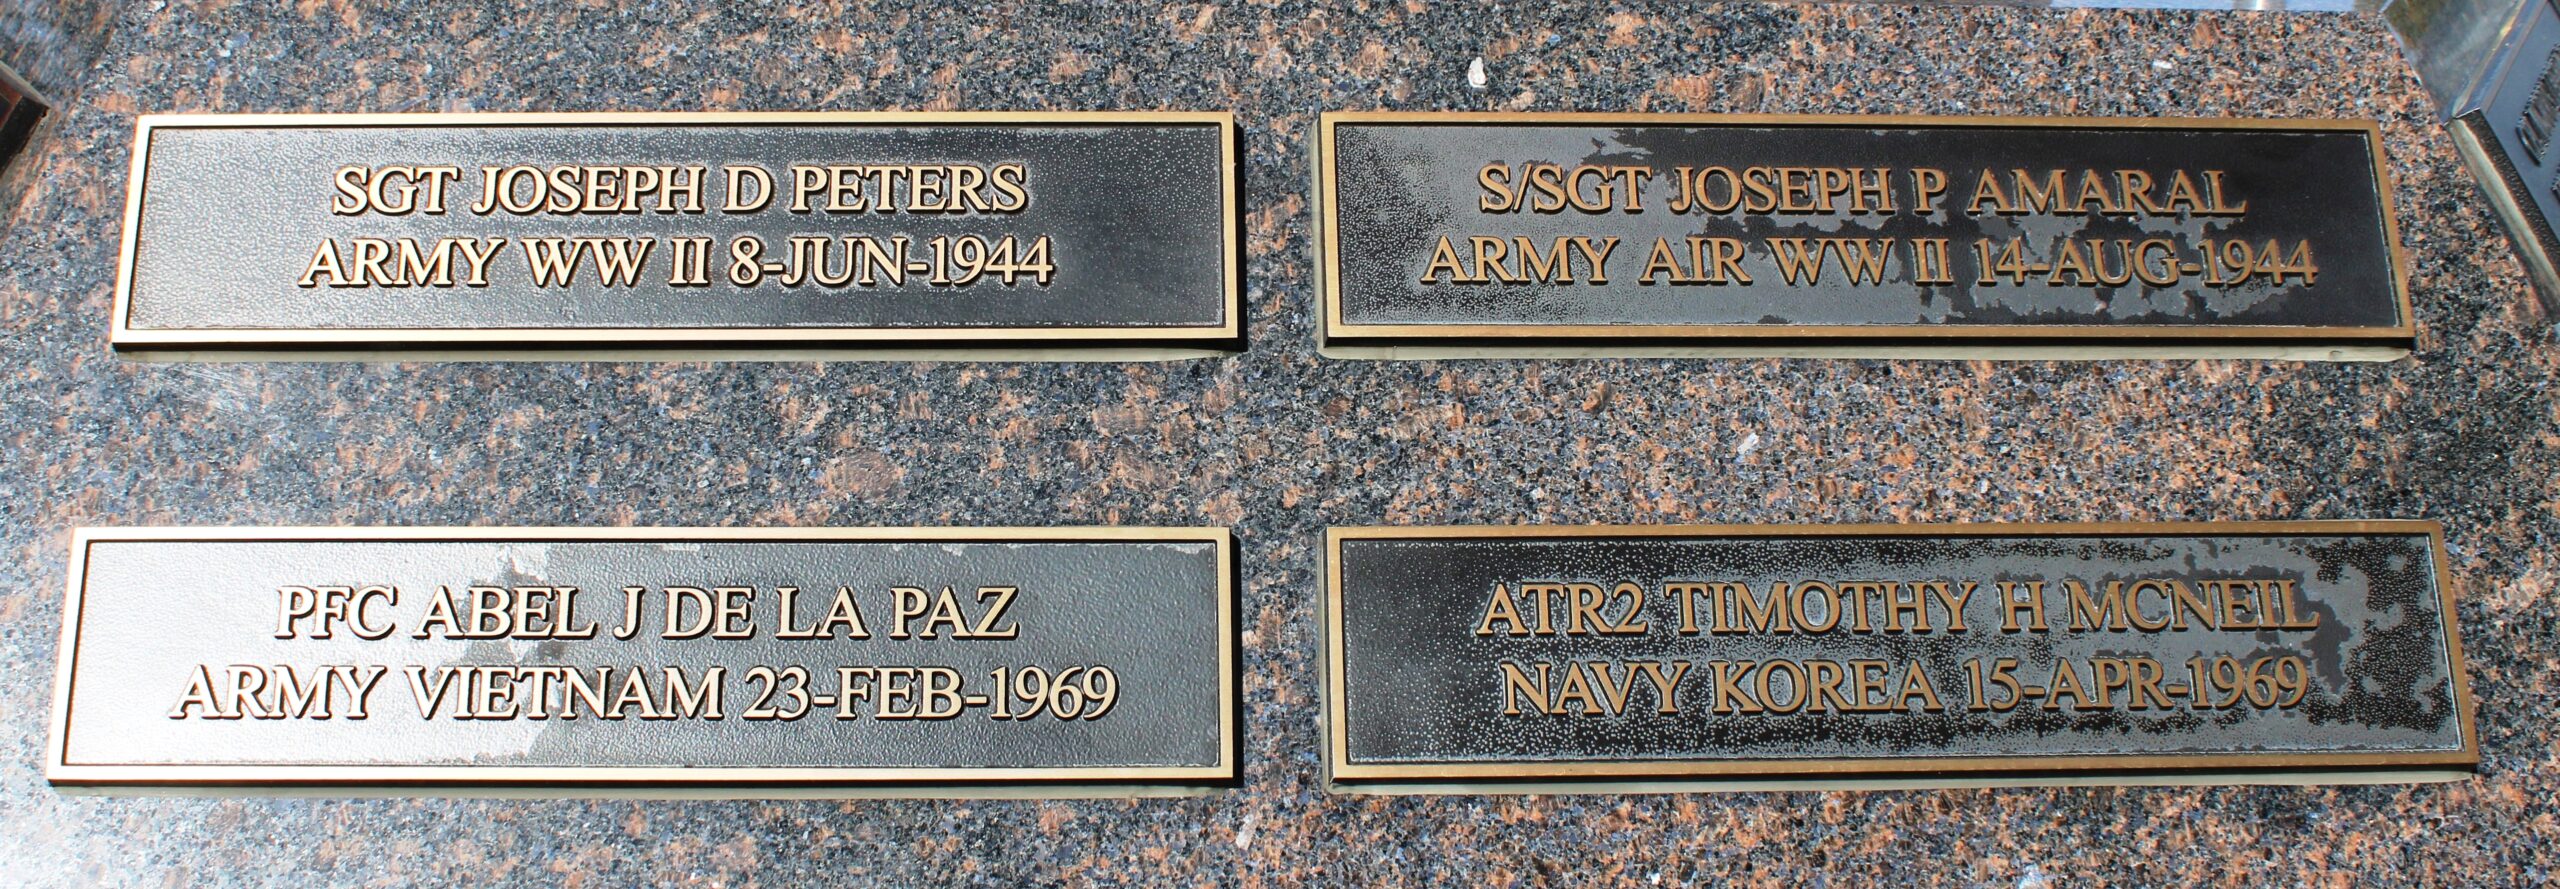 SGT JOSEPH D PETERS
ARMY WW II 8-JUN-1944
S/SGT JOSEPH P AMARAL
ARMY AIR WW II 14-AUG-1944
PFC ABEL J DE LA PAZ
ARMY VIETNAM 23-FEB-1969
ATR2 TIMOTHY H MCNEIL
NAVY KOREA 15-APR-1969